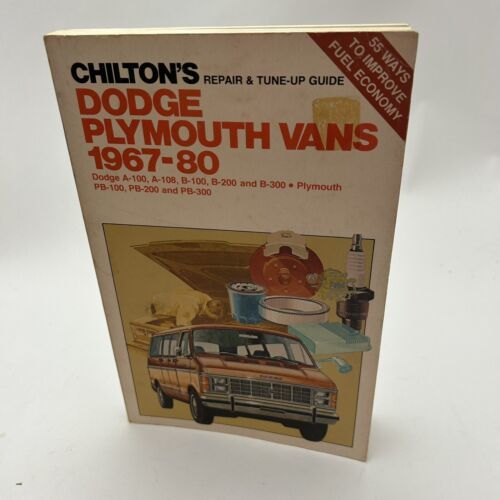 CHILTON'S REPAIR & TUNE-UP GUIDE
DODGE
PLYMOUTH VANS
1967-80
Dodge A-100, A-108, B-100, B-200 and B-300 • Plymouth
PB-100, PB-200 and PB-300
55 WAYS
TO IMPROVE
FUEL ECONOMY